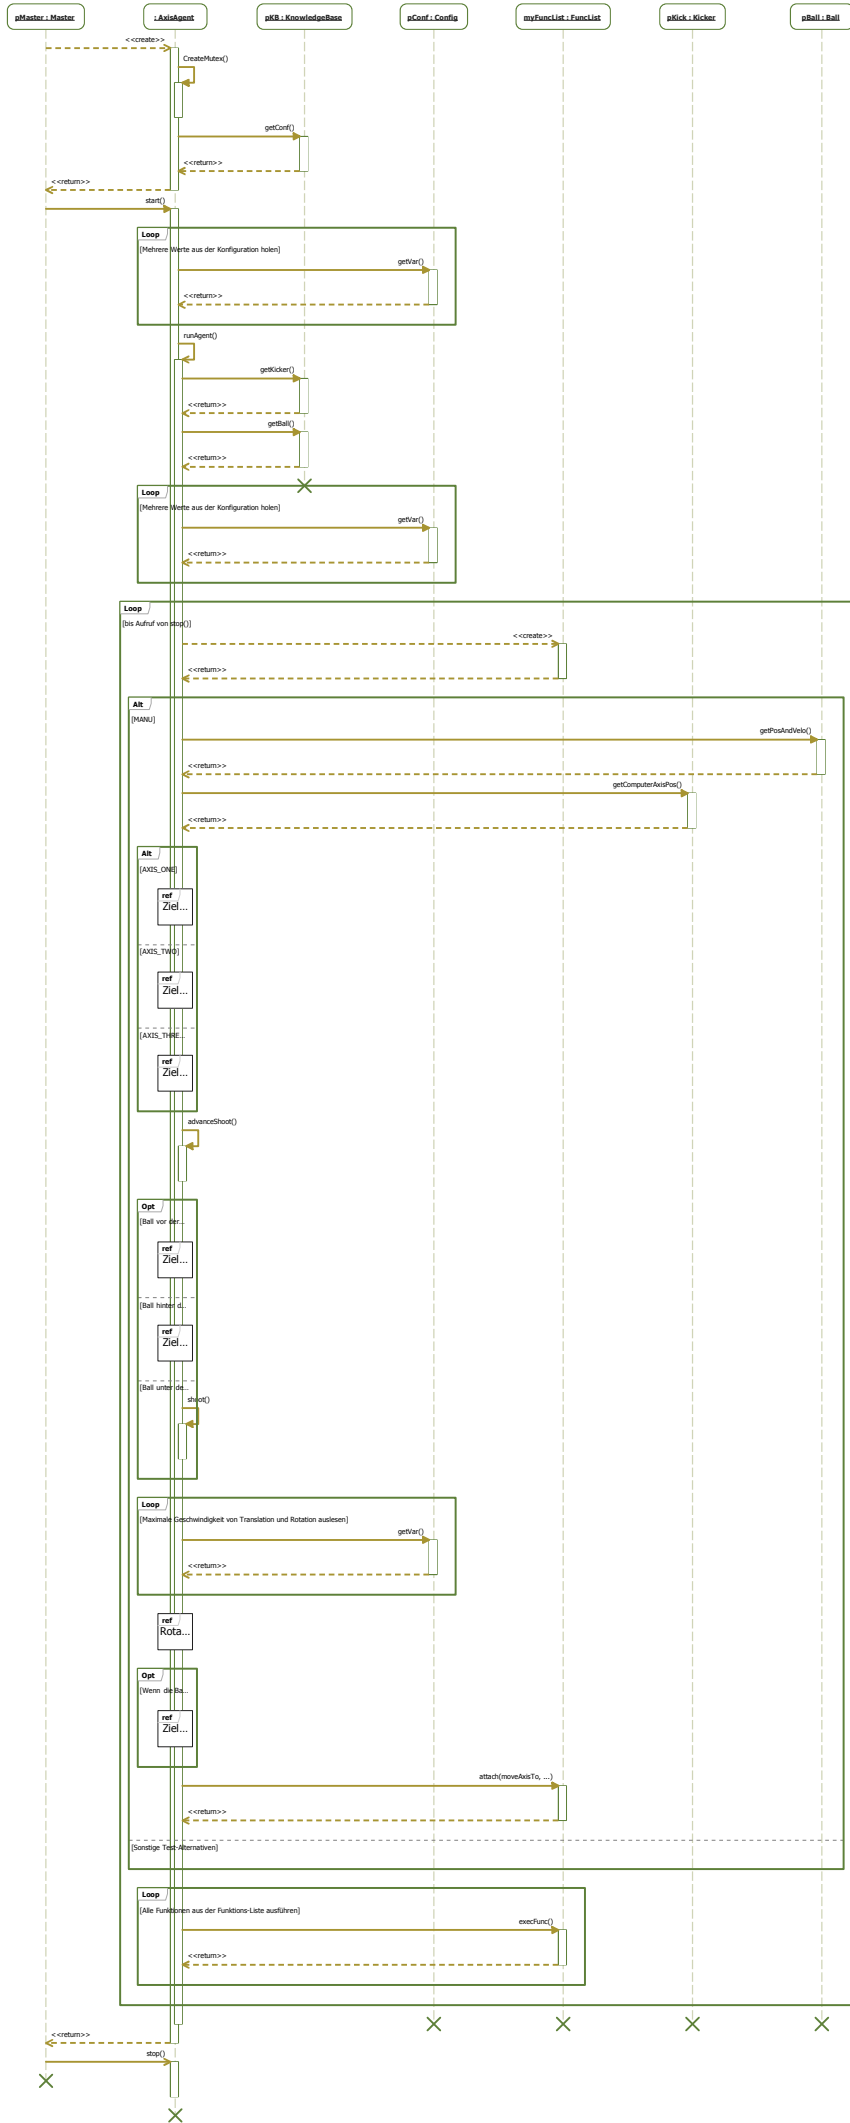 pMaster : Master
: AxisAgent
pKB : KnowledgeBase
pConf : Config
myFuncList : FuncList
pKick : Kicker
pBall : Ball
<<create>>
CreateMutex()
getConf()
<<return>>
<<return>>
start()
Loop
[Mehrere Werte aus der Konfiguration holen]
getVar()
<<return>>
runAgent()
getKicker()
<<return>>
getBall()
<<return>>
Loop
[Mehrere Werte aus der Konfiguration holen]
getVar()
<<return>>
Loop
[bis Aufruf von stop()]
<<create>>
<<return>>
Alt
[MANU]
getPosAndVelo()
<<return>>
getComputerAxisPos()
<<return>>
Alt
[AXIS_ONE]
ref
Ziel...
[AXIS_TWO]
ref
Ziel...
[AXIS_THRE...
ref
Ziel...
advanceShoot()
Opt
[Ball vor der...
ref
Ziel...
[Ball hinter d...
ref
Ziel...
[Ball unter de...
shoot()
Loop
[Maximale Geschwindigkeit von Translation und Rotation auslesen]
getVar()
<<return>>
ref
Rota...
Opt
[Wenn die Ba...
ref
Ziel...
attach(moveAxisTo, ...)
<<return>>
[Sonstige Test-Alternativen]
Loop
[Alle Funktionen aus der Funktions-Liste ausführen]
execFunc()
<<return>>
<<return>>
stop()